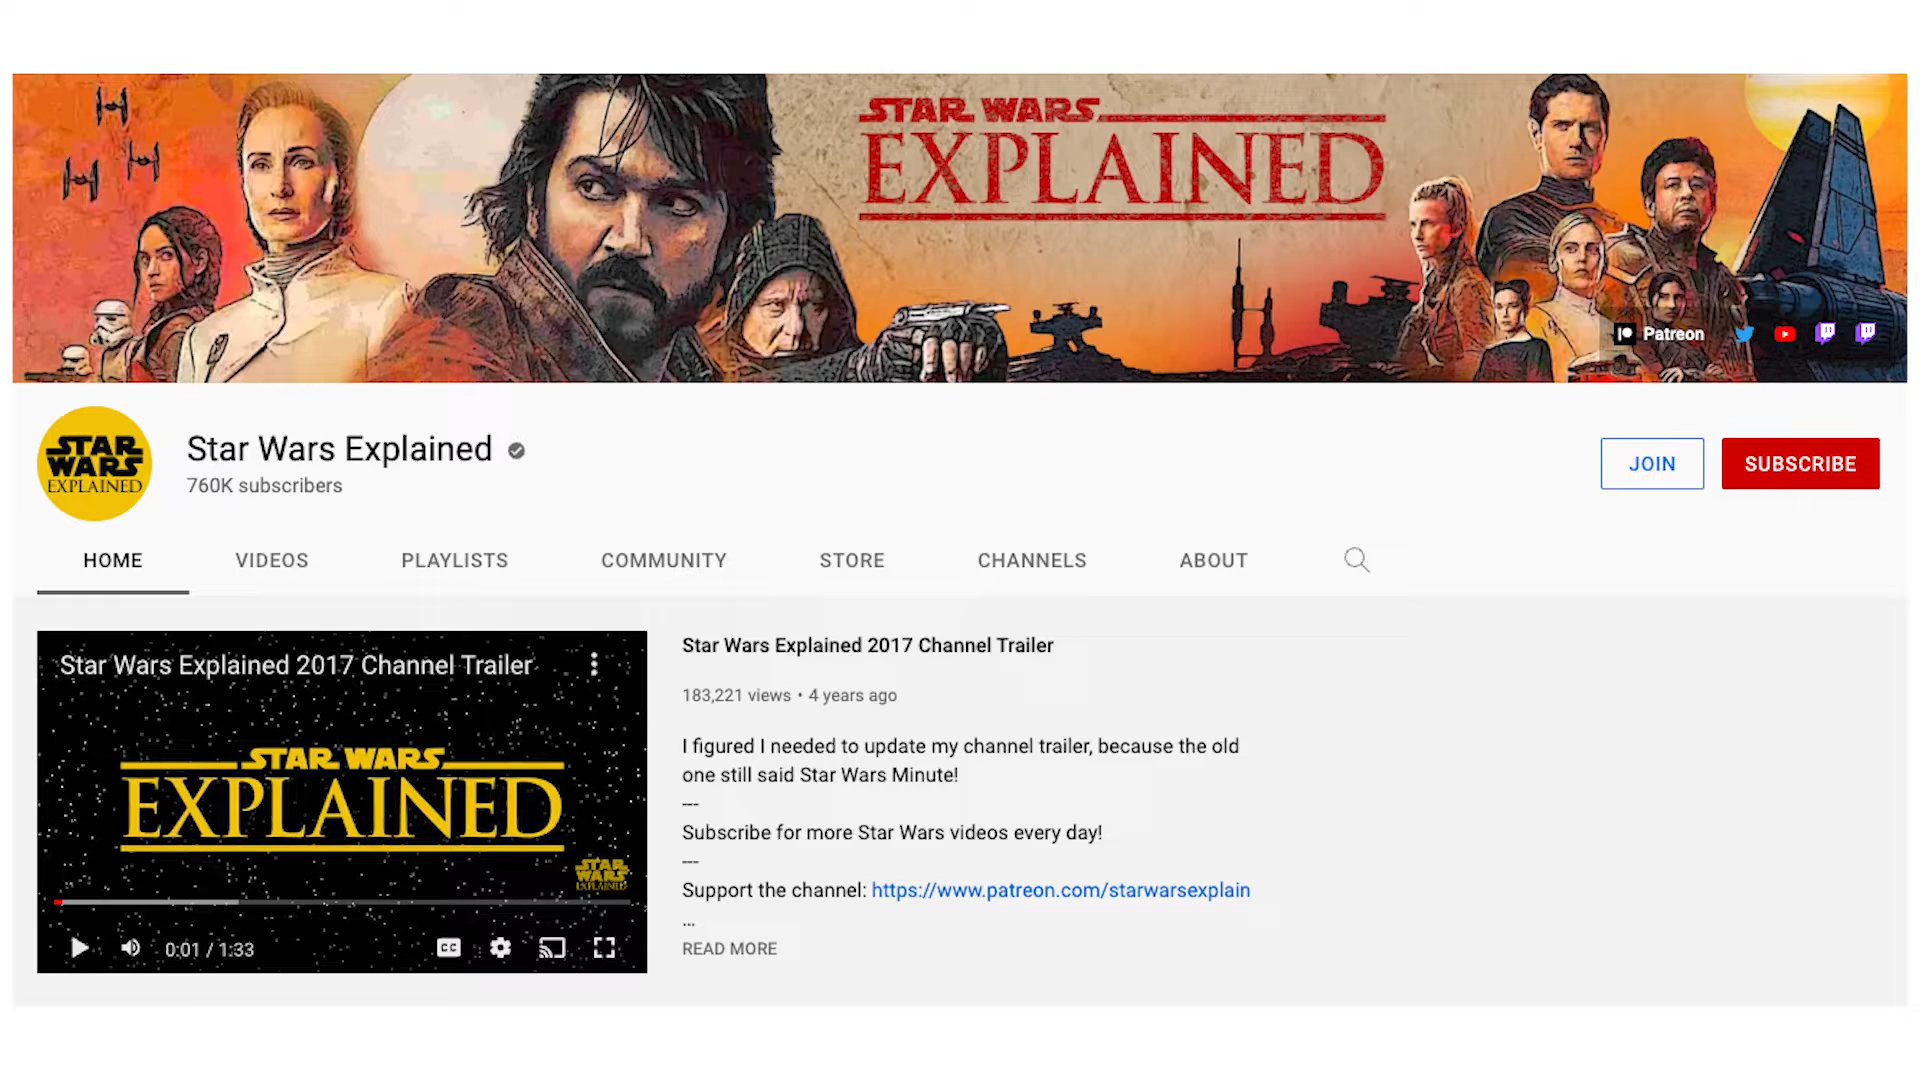 STAR WARS
EXPLAINED
Patreon
STAR
WARS
EXPLAINED
Star Wars Explained
760K subscribers
JOIN
SUBSCRIBE
HOME VIDEOS PLAYLISTS COMMUNITY STORE CHANNELS ABOUT
Star Wars Explained 2017 Channel Trailer
STAR WARS
EXPLAINED
STAR
WARS
EXPLAINED
0:01 / 1:33
CC
Star Wars Explained 2017 Channel Trailer
183,221 views • 4 years ago
I figured I needed to update my channel trailer, because the old
one still said Star Wars Minute!
---
Subscribe for more Star Wars videos every day!
---
Support the channel: https://www.patreon.com/starwarsexplain
...
READ MORE